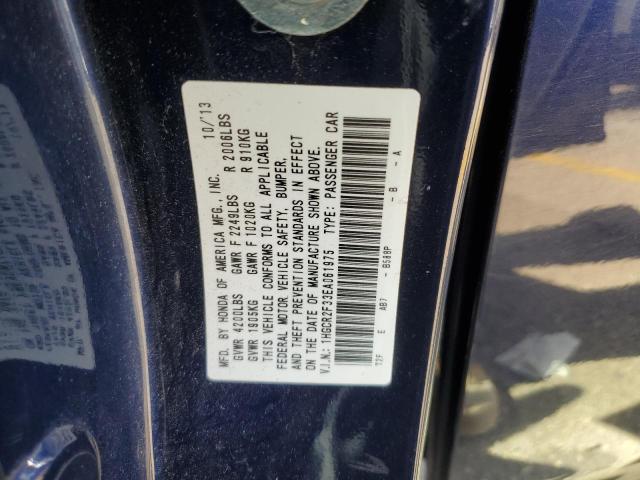 MFD. BY HONDA OF AMERICA MFG., INC. 10/'13
GVWR 4200LBS GAWR F 2249LBS R 2006LBS
GVWR 1905KG GAWR F 1020KG R 910KG
THIS VEHICLE CONFORMS TO ALL APPLICABLE
FEDERAL MOTOR VEHICLE SAFETY, BUMPER,
AND THEFT PREVENTION STANDARDS IN EFFECT
ON THE DATE OF MANUFACTURE SHOWN ABOVE.
V.I.N.: 1HGCR2F33EA061975 TYPE: PASSENGER CAR
T2F E AB7 - B588P - B - A